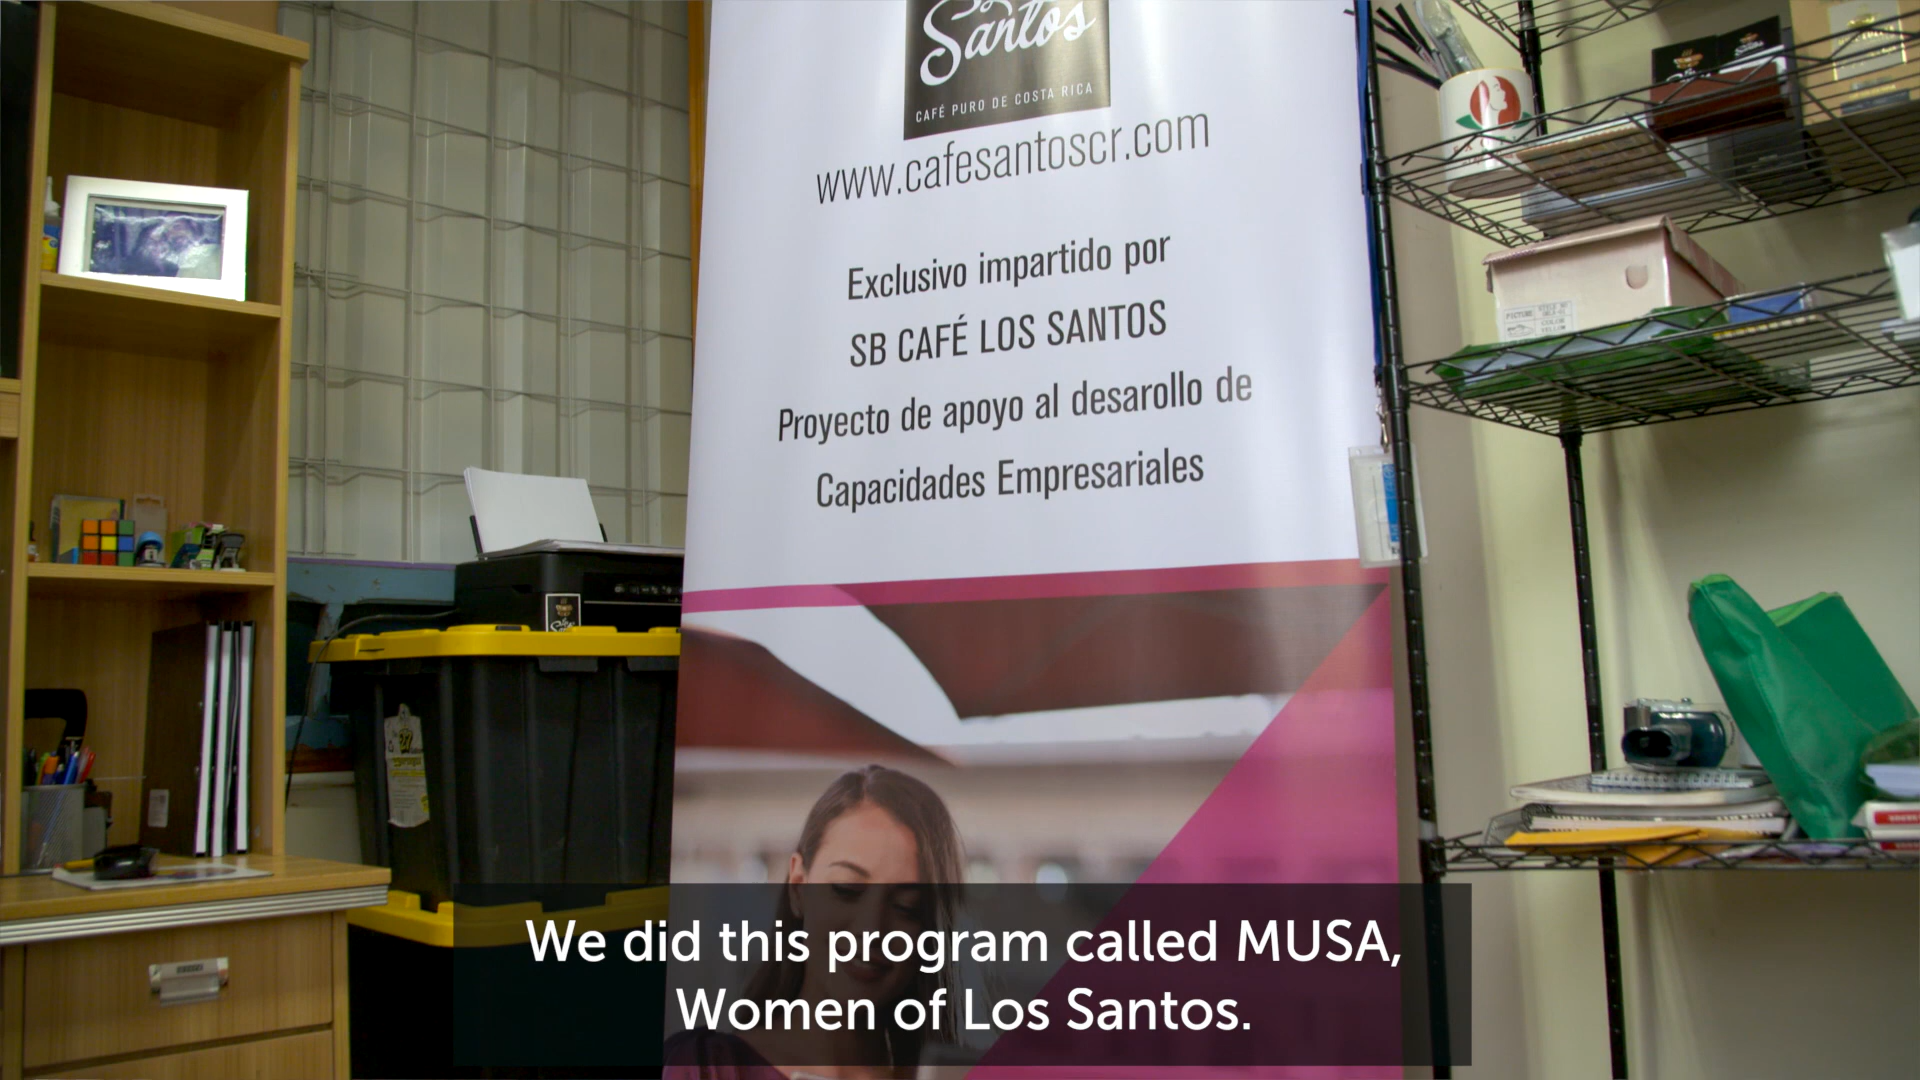 Santos
CAFÉ PURO DE COSTA RICA
www.cafesantoscr.com
Exclusivo impartido por
SB CAFÉ LOS SANTOS
Proyecto de apoyo al desarollo de
Capacidades Empresariales
27
We did this program called MUSA,
Women of Los Santos.